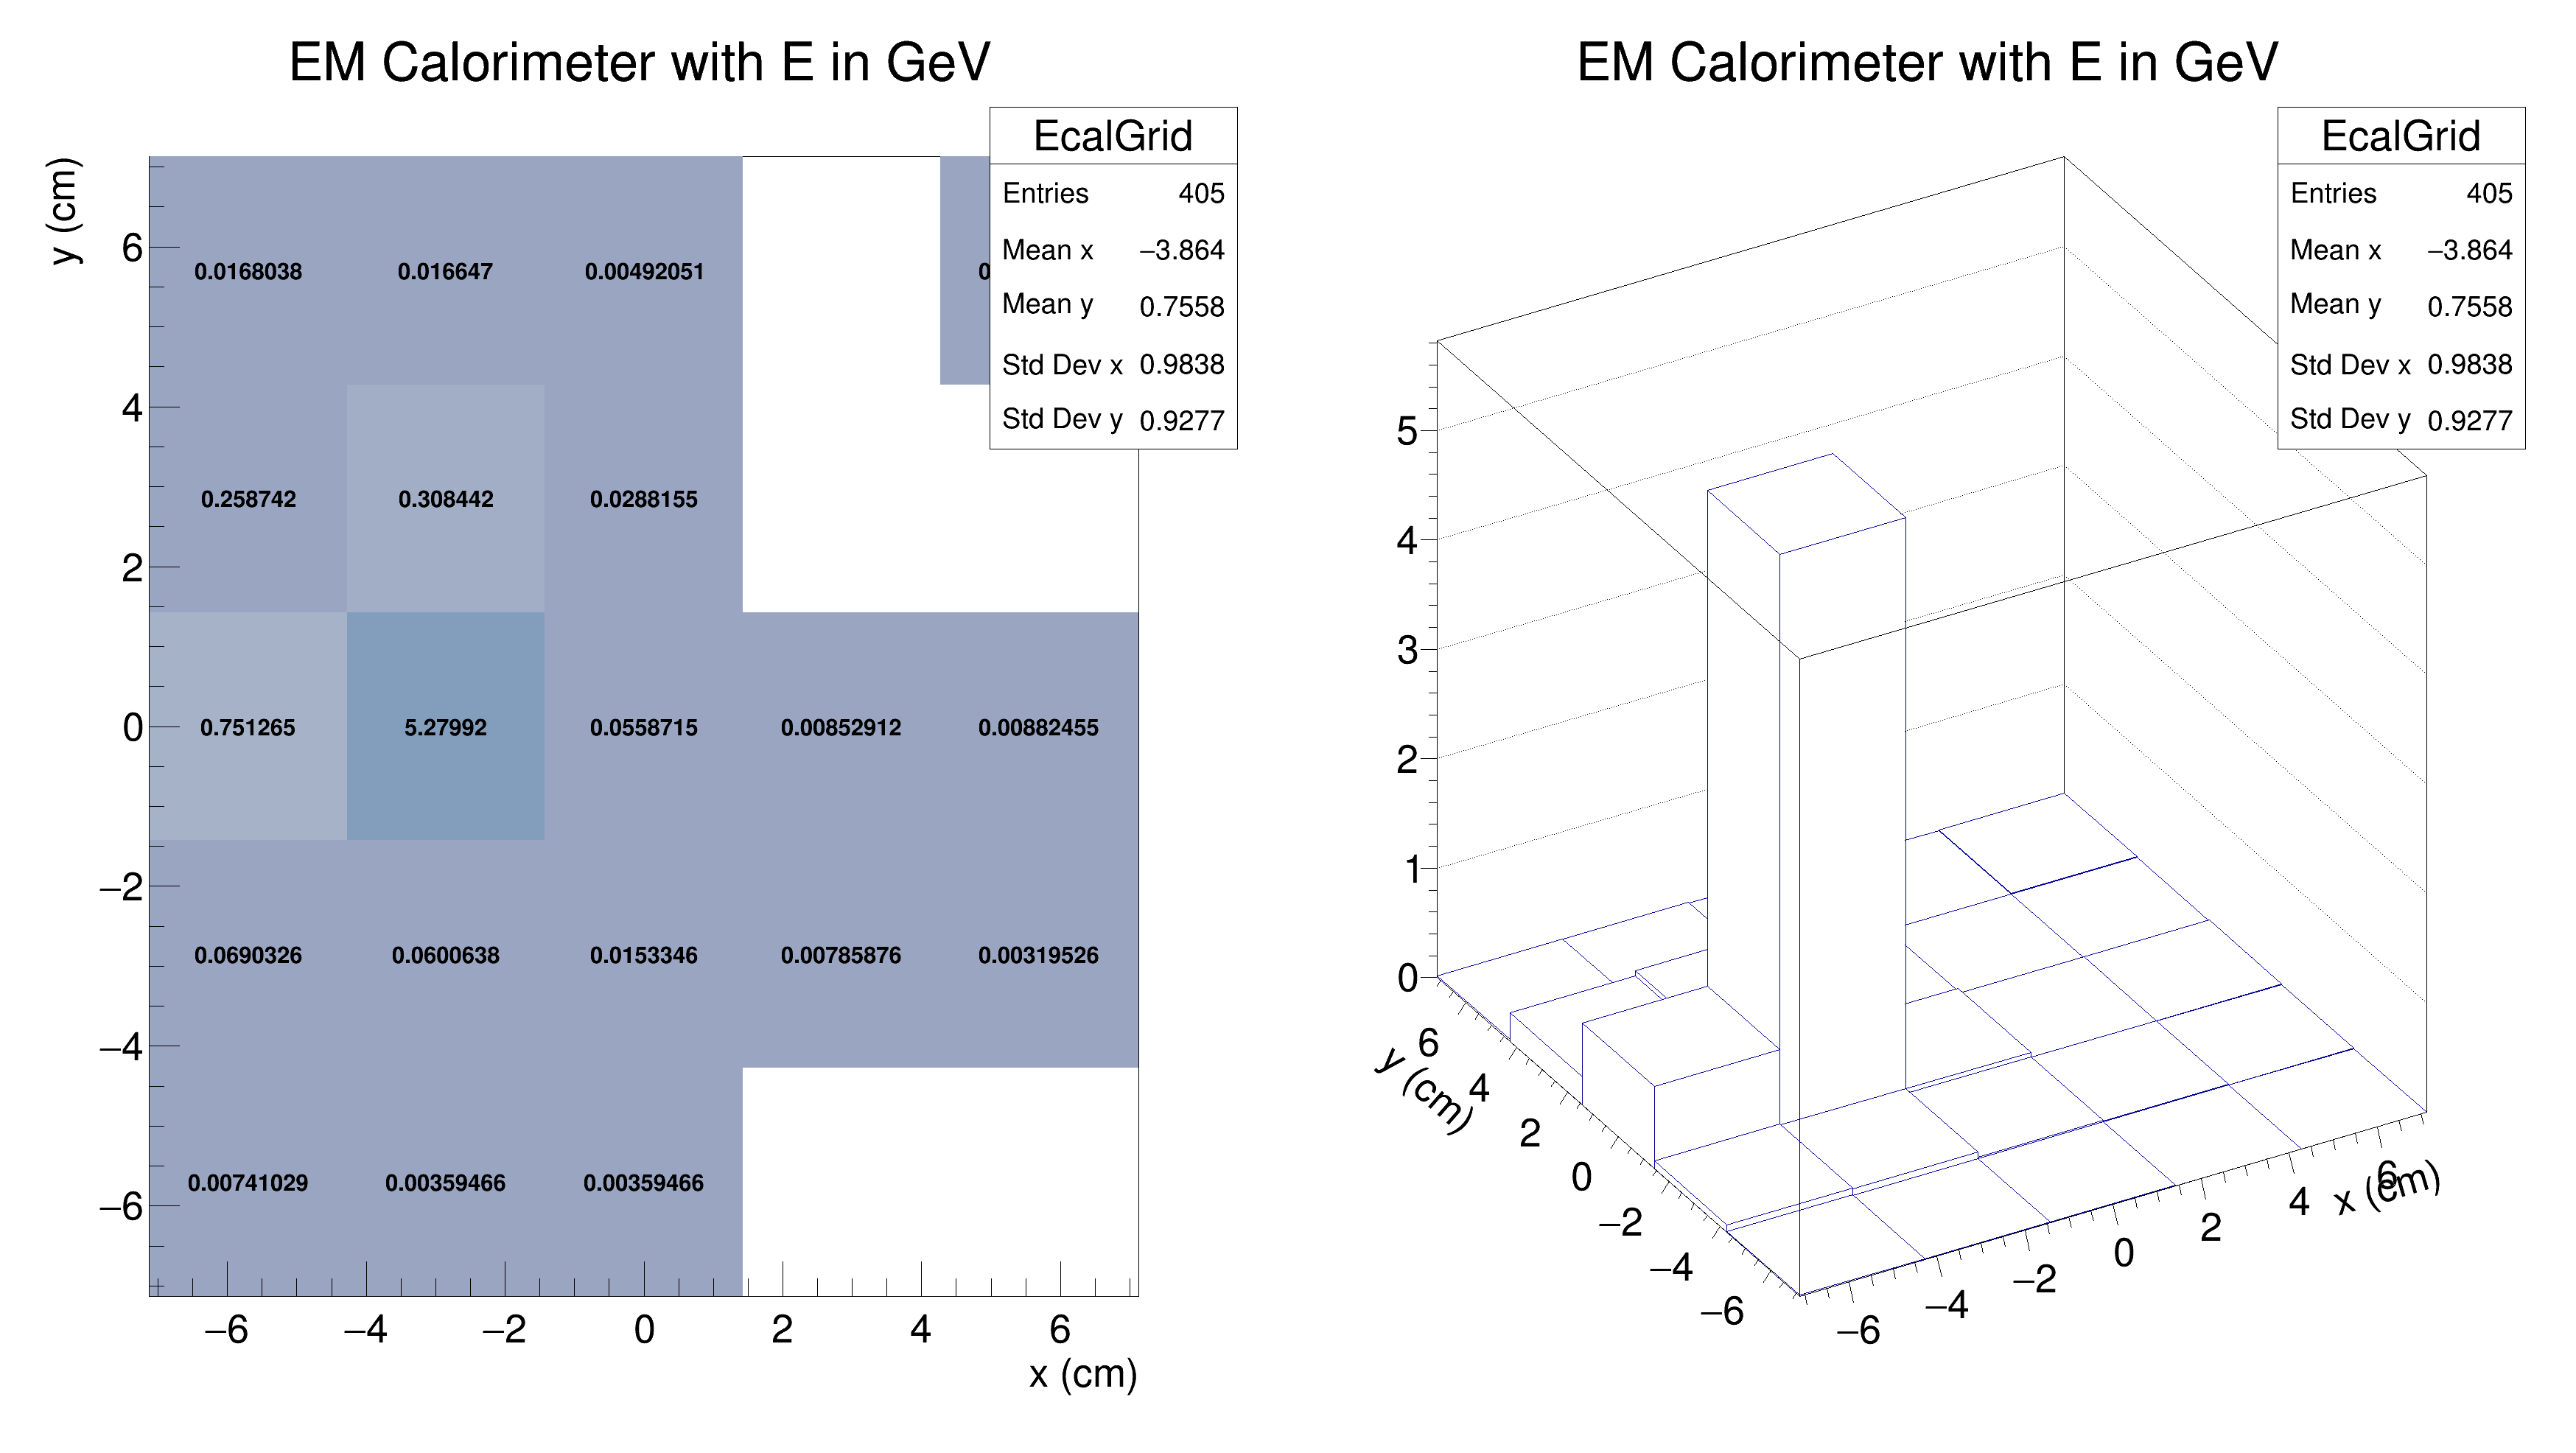 EM Calorimeter with E in GeV
EcalGrid
Entries 405
Mean x −3.864
Mean y 0.7558
Std Dev x 0.9838
Std Dev y 0.9277
y (cm)
6
4
2
0
−2
−4
−6
0.0168038 0.016647 0.00492051
0.258742 0.308442 0.0288155
0.751265 5.27992 0.0558715 0.00852912 0.00882455
0.0690326 0.0600638 0.0153346 0.00785876 0.00319526
0.00741029 0.00359466 0.00359466
−6 −4 −2 0 2 4 6
x (cm)
EM Calorimeter with E in GeV
EcalGrid
Entries 405
Mean x −3.864
Mean y 0.7558
Std Dev x 0.9838
Std Dev y 0.9277
5
4
3
2
1
0
6
4
2
0
−2
−4
−6
y (cm)
−6 −4 −2 0 2 4 6
x (cm)